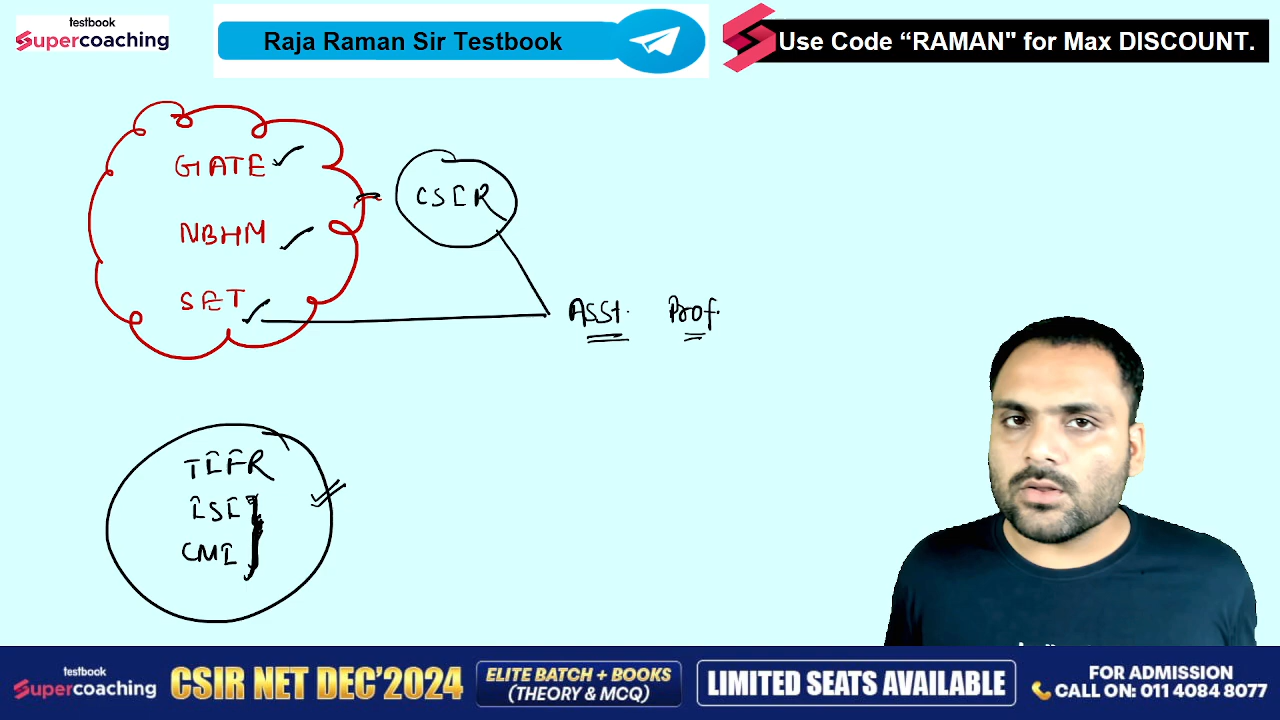 testbook
Supercoaching
Raja Raman Sir Testbook
Use Code “RAMAN" for Max DISCOUNT.
GATE
NBHM
SET
CSIR
Asst. Prof.
TIFR
ISI
CMI
testbook
Supercoaching
CSIR NET DEC'2024
ELITE BATCH + BOOKS
(THEORY & MCQ)
LIMITED SEATS AVAILABLE
FOR ADMISSION
CALL ON: 011 4084 8077